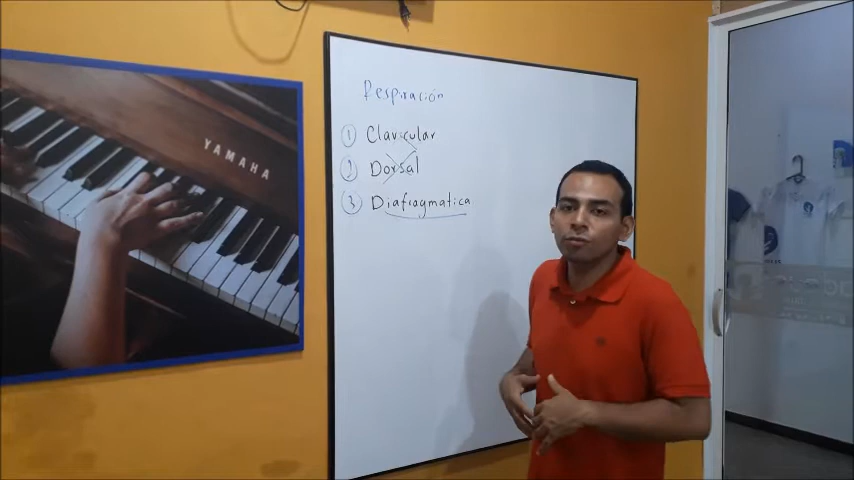 YAMAHA
Respiración
① Clavicular
② Dorsal
③ Diafragmatica